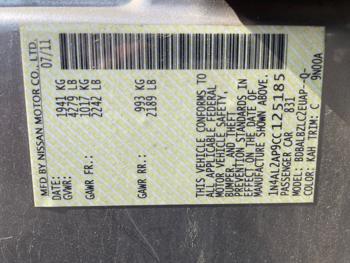 MFD BY NISSAN MOTOR CO., LTD.
07/11
GVWR: 1941 KG
4279 LB
GAWR FR.: 1017 KG
2242 LB
GAWR RR.: 993 KG
2189 LB
THIS VEHICLE CONFORMS TO
ALL APPLICABLE FEDERAL
MOTOR VEHICLE SAFETY,
BUMPER, AND THEFT
PREVENTION STANDARDS IN
EFFECT ON THE DATE OF
MANUFACTURE SHOWN ABOVE.
1N4AL2AP9CC125185
PASSENGER CAR B31
MODEL: BDBALBZLC2EUAP-Q-
COLOR: KAH TRIM: C 9N00A